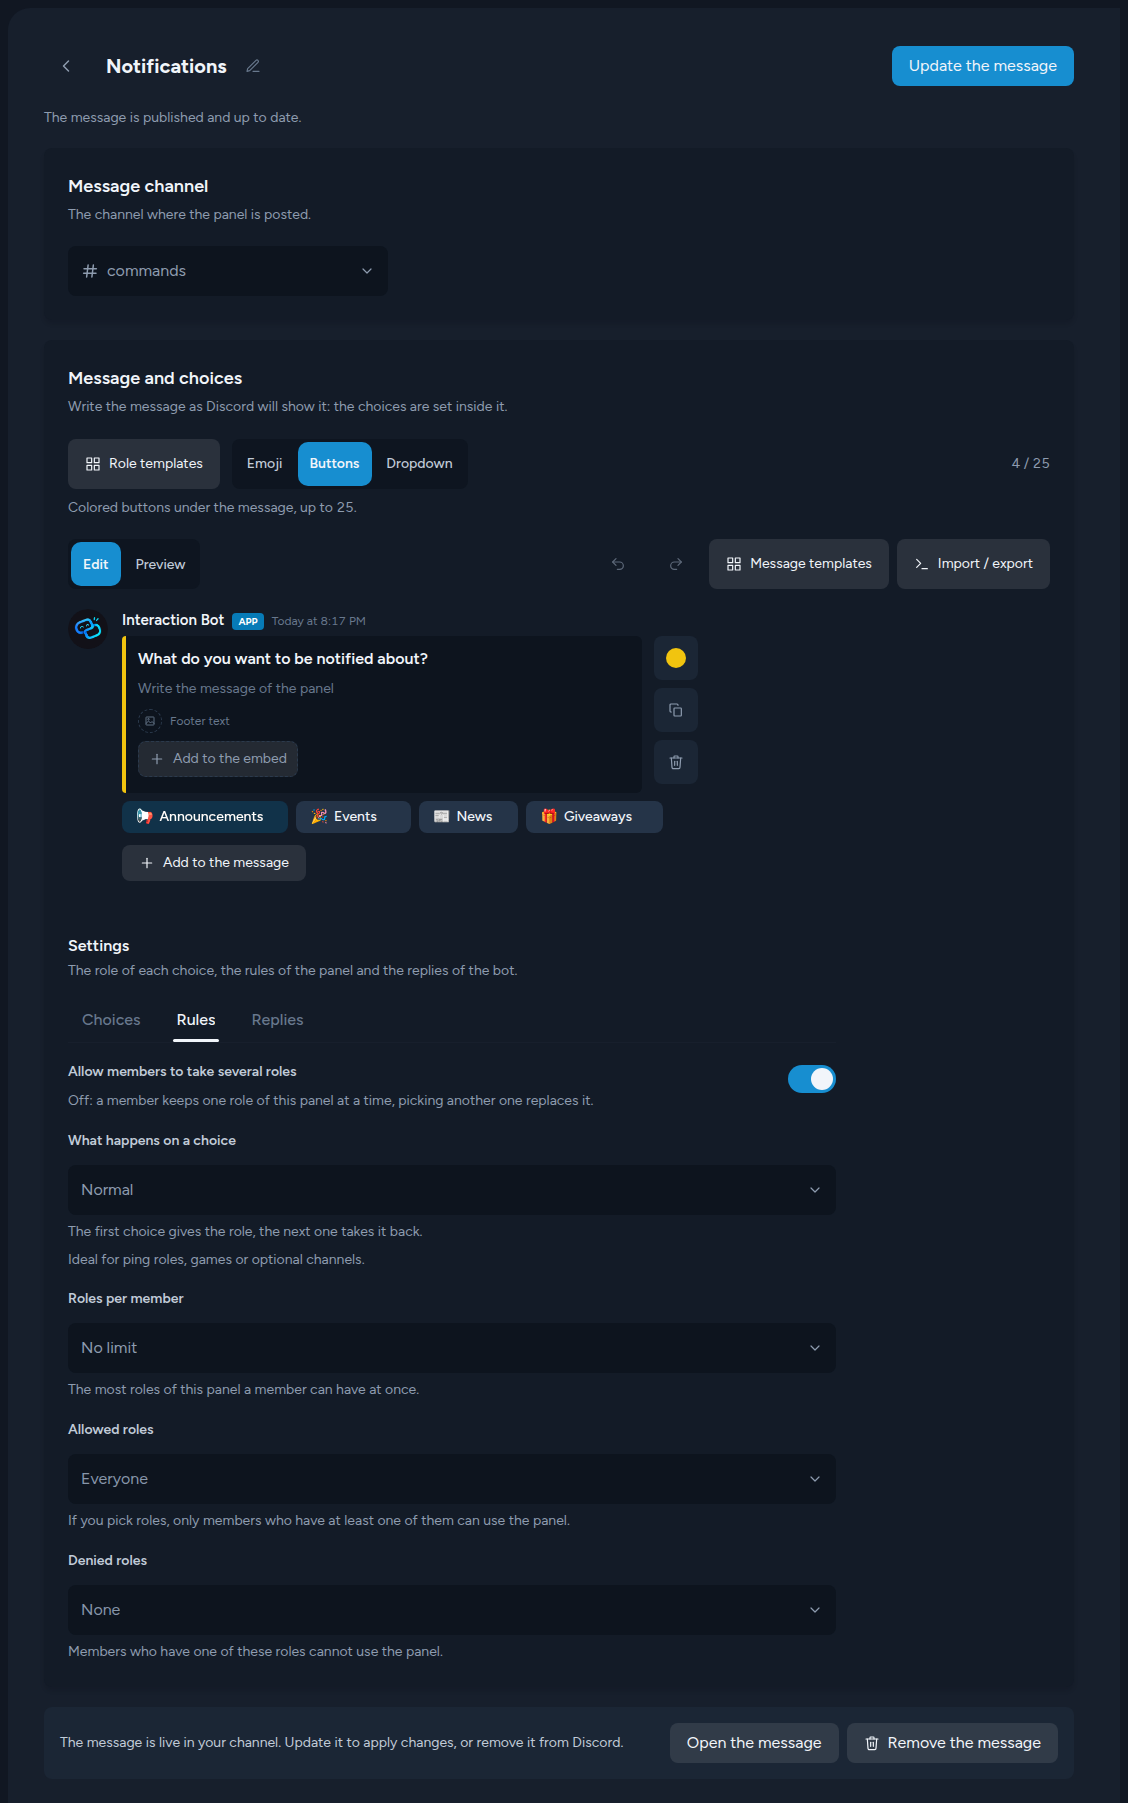 Notifications
Update the message
The message is published and up to date.
Message channel
The channel where the panel is posted.
commands
Message and choices
Write the message as Discord will show it: the choices are set inside it.
Role templates
Emoji
Buttons
Dropdown
4 / 25
Colored buttons under the message, up to 25.
Edit
Preview
Message templates
Import / export
Interaction Bot APP Today at 8:17 PM
What do you want to be notified about?
Write the message of the panel
Footer text
Add to the embed
Announcements
Events
News
Giveaways
Add to the message
Settings
The role of each choice, the rules of the panel and the replies of the bot.
Choices
Rules
Replies
Allow members to take several roles
Off: a member keeps one role of this panel at a time, picking another one replaces it.
What happens on a choice
Normal
The first choice gives the role, the next one takes it back.
Ideal for ping roles, games or optional channels.
Roles per member
No limit
The most roles of this panel a member can have at once.
Allowed roles
Everyone
If you pick roles, only members who have at least one of them can use the panel.
Denied roles
None
Members who have one of these roles cannot use the panel.
The message is live in your channel. Update it to apply changes, or remove it from Discord.
Open the message
Remove the message